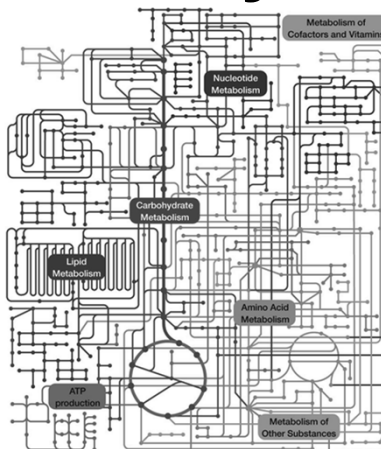 Metabolism of
Cofactors and Vitamins
Nucleotide
Metabolism
Carbohydrate
Metabolism
Lipid
Metabolism
Amino Acid
Metabolism
ATP
production
Metabolism of
Other Substances